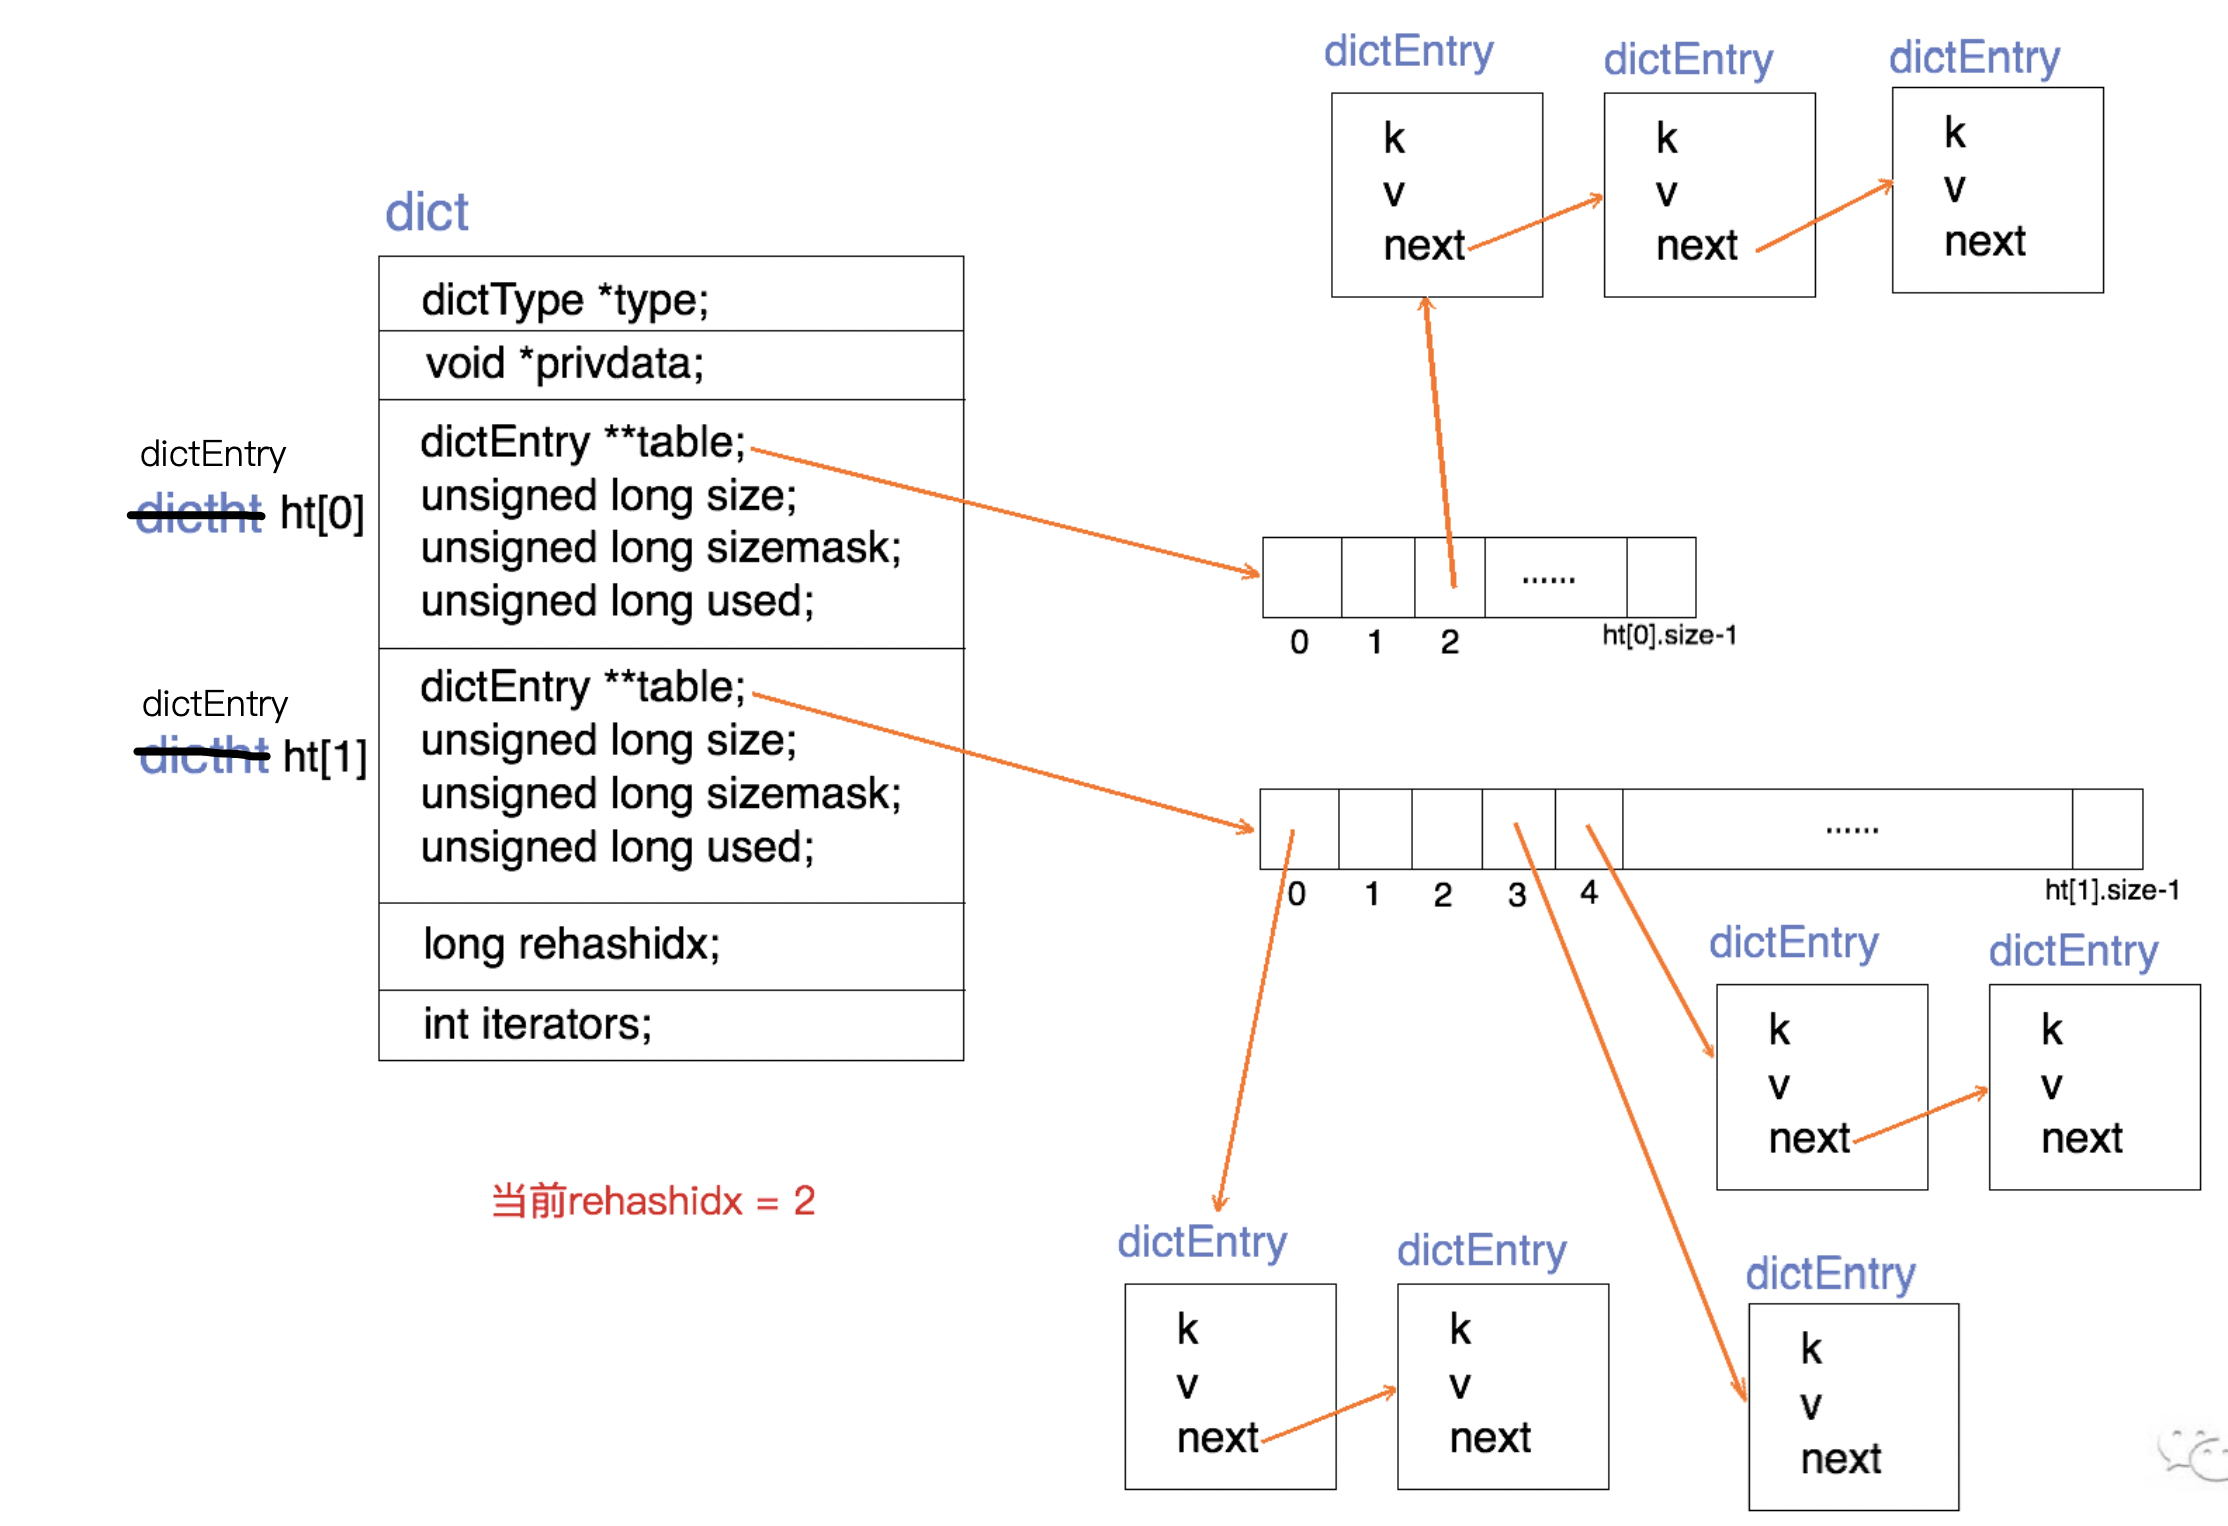 dict
dictType *type;
void *privdata;
dictEntry
dictht ht[0]
dictEntry **table;
unsigned long size;
unsigned long sizemask;
unsigned long used;
dictEntry
dictht ht[1]
dictEntry **table;
unsigned long size;
unsigned long sizemask;
unsigned long used;
long rehashidx;
int iterators;
当前rehashidx = 2
dictEntry
k
v
next
dictEntry
k
v
next
dictEntry
k
v
next
......
0 1 2 ht[0].size-1
......
0 1 2 3 4 ht[1].size-1
dictEntry
k
v
next
dictEntry
k
v
next
dictEntry
k
v
next
dictEntry
k
v
next
dictEntry
k
v
next